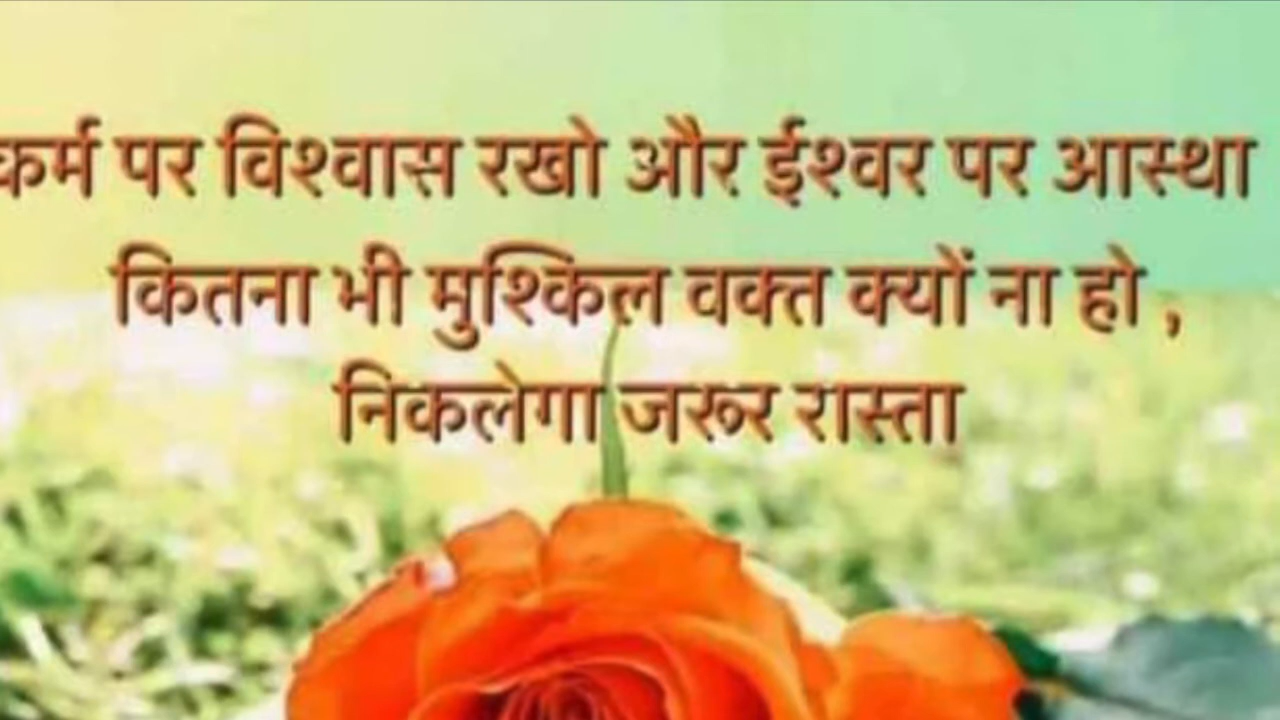 कर्म पर विश्वास रखो और ईश्वर पर आस्था
कितना भी मुश्किल वक्त क्यों ना हो ,
निकलेगा जरूर रास्ता